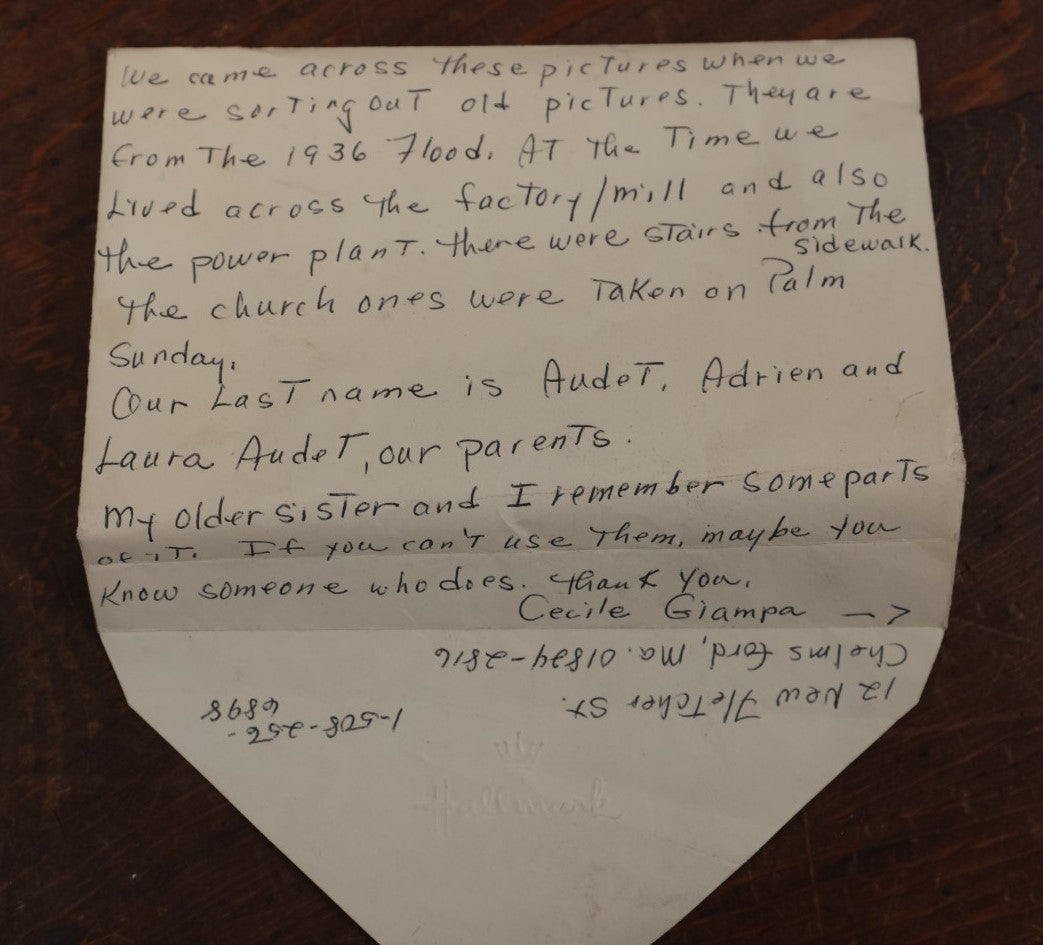 We came across these pictures when we
were sorting out old pictures. They are
from The 1936 Flood. AT the Time we
Lived across the factory/mill and also
the power plant. there were stairs from The
sidewalk.
the church ones were Taken on Palm
Sunday.
Our Last name is Audet, Adrien and
Laura Audet, our parents.
My older sister and I remember some parts
of iT. If you can't use them, maybe you
Know someone who does. thank you.
Cecile Giampa —>
12 New Fletcher St.
Chelmsford, Ma. 01824-2816
1-508-256-
6898
Hallmark